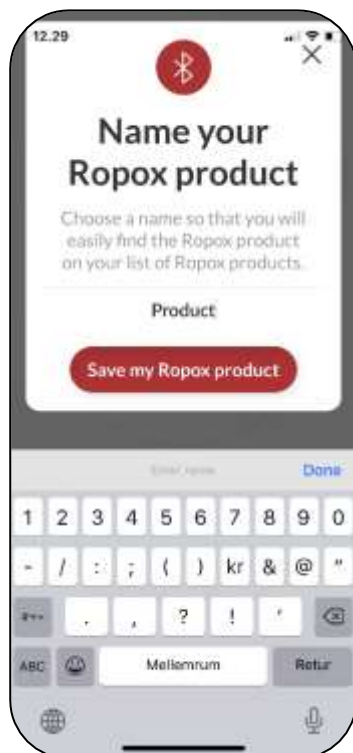 12.29
Name your
Ropox product
Choose a name so that you will
easily find the Ropox product
on your list of Ropox products.
Product
Save my Ropox product
Enter name
Done
1 2 3 4 5 6 7 8 9 0
- / : ; ( ) kr & @ "
#+=
. , ? ! '
ABC
Mellemrum
Retur